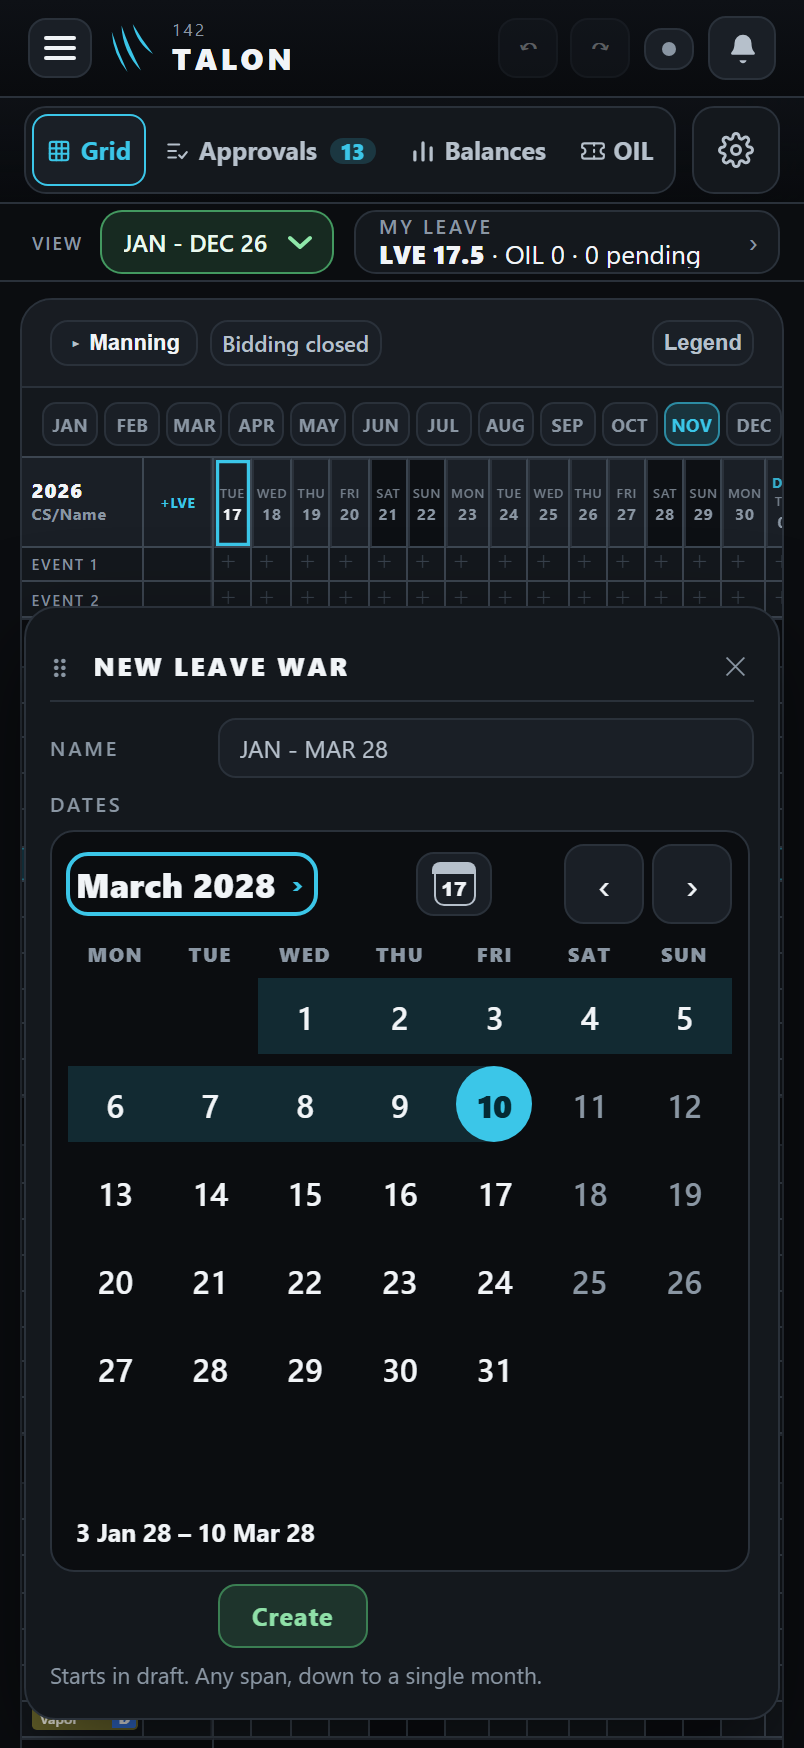 142
TALON
Grid
Approvals 13
Balances
OIL
VIEW
JAN - DEC 26
MY LEAVE
LVE 17.5 · OIL 0 · 0 pending ›
▸ Manning
Bidding closed
Legend
JAN FEB MAR APR MAY JUN JUL AUG SEP OCT NOV DEC
2026
CS/Name
+LVE
TUE WED THU FRI SAT SUN MON TUE WED THU FRI SAT SUN MON
17 18 19 20 21 22 23 24 25 26 27 28 29 30
EVENT 1 + + + + + + + + + + + + + +
EVENT 2 + + + + + + + + + + + + + +
NEW LEAVE WAR
NAME
JAN - MAR 28
DATES
March 2028 ›
17
‹ ›
MON TUE WED THU FRI SAT SUN
1 2 3 4 5
6 7 8 9 10 11 12
13 14 15 16 17 18 19
20 21 22 23 24 25 26
27 28 29 30 31
3 Jan 28 – 10 Mar 28
Create
Starts in draft. Any span, down to a single month.
Vapor